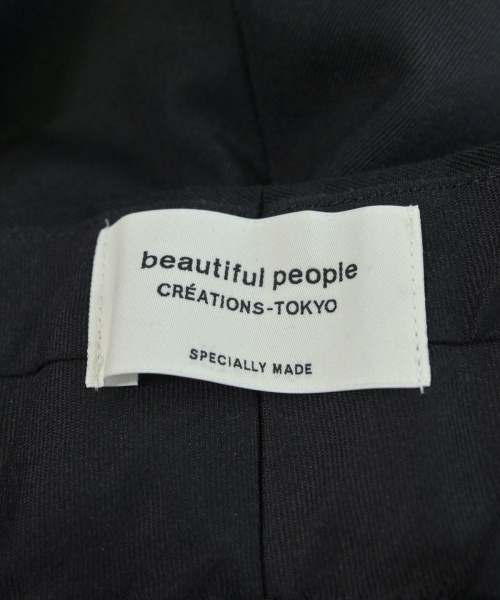 beautiful people
CRÉATIONS-TOKYO
SPECIALLY MADE